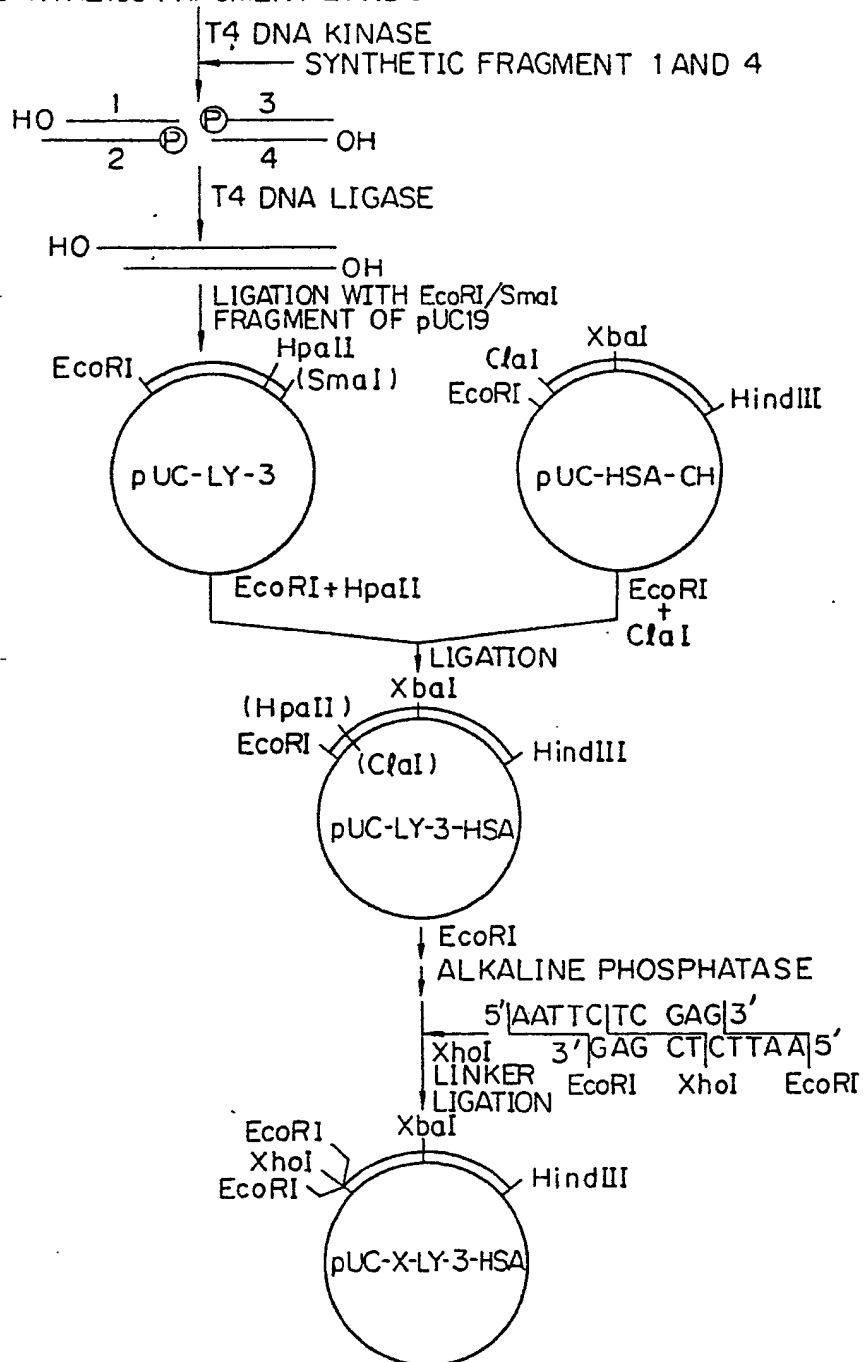 T4 DNA KINASE
SYNTHETIC FRAGMENT 1 AND 4
HO 1 P 3
2 P 4 OH
T4 DNA LIGASE
HO
OH
LIGATION WITH EcoRI/SmaI
FRAGMENT OF pUC19
EcoRI
HpaII
(SmaI)
pUC-LY-3
XbaI
ClaI
EcoRI
HindIII
pUC-HSA-CH
EcoRI+HpaII
EcoRI
+
ClaI
LIGATION
XbaI
(HpaII)
EcoRI
(ClaI)
HindIII
pUC-LY-3-HSA
EcoRI
ALKALINE PHOSPHATASE
5' AATTC TC GAG 3'
3' GAG CT CTTAA 5'
XhoI
LINKER
LIGATION
EcoRI XhoI EcoRI
XbaI
EcoRI
XhoI
EcoRI
HindIII
pUC-X-LY-3-HSA